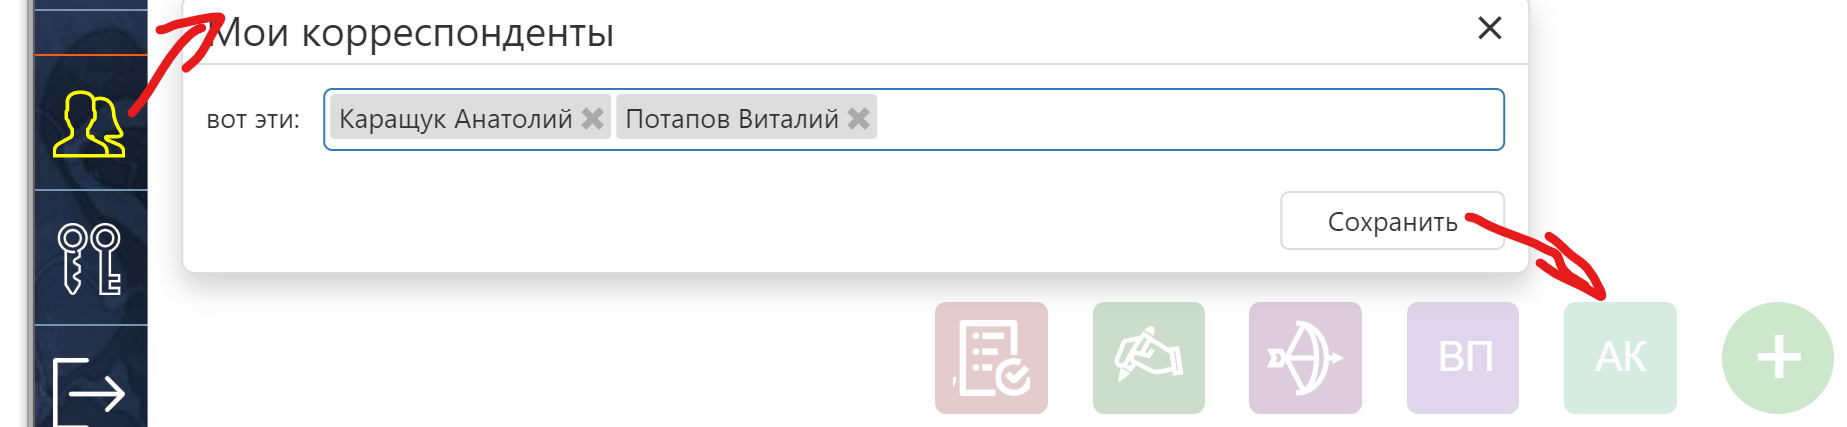 Мои корреспонденты
вот эти: Каращук Анатолий Потапов Виталий
Сохранить
ВП АК